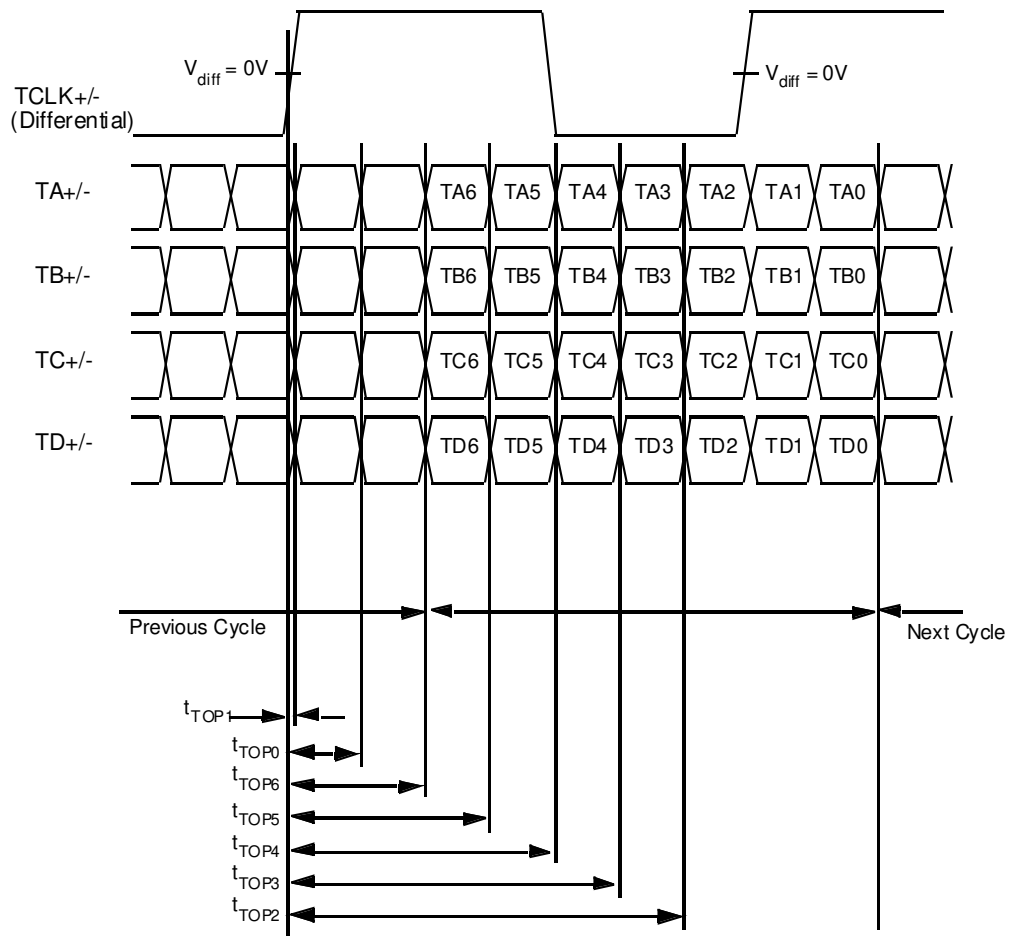 V_diff = 0V
V_diff = 0V
TCLK+/-
(Differential)
TA+/- TA6 TA5 TA4 TA3 TA2 TA1 TA0
TB+/- TB6 TB5 TB4 TB3 TB2 TB1 TB0
TC+/- TC6 TC5 TC4 TC3 TC2 TC1 TC0
TD+/- TD6 TD5 TD4 TD3 TD2 TD1 TD0
Previous Cycle
Next Cycle
t_TOP1
t_TOP0
t_TOP6
t_TOP5
t_TOP4
t_TOP3
t_TOP2